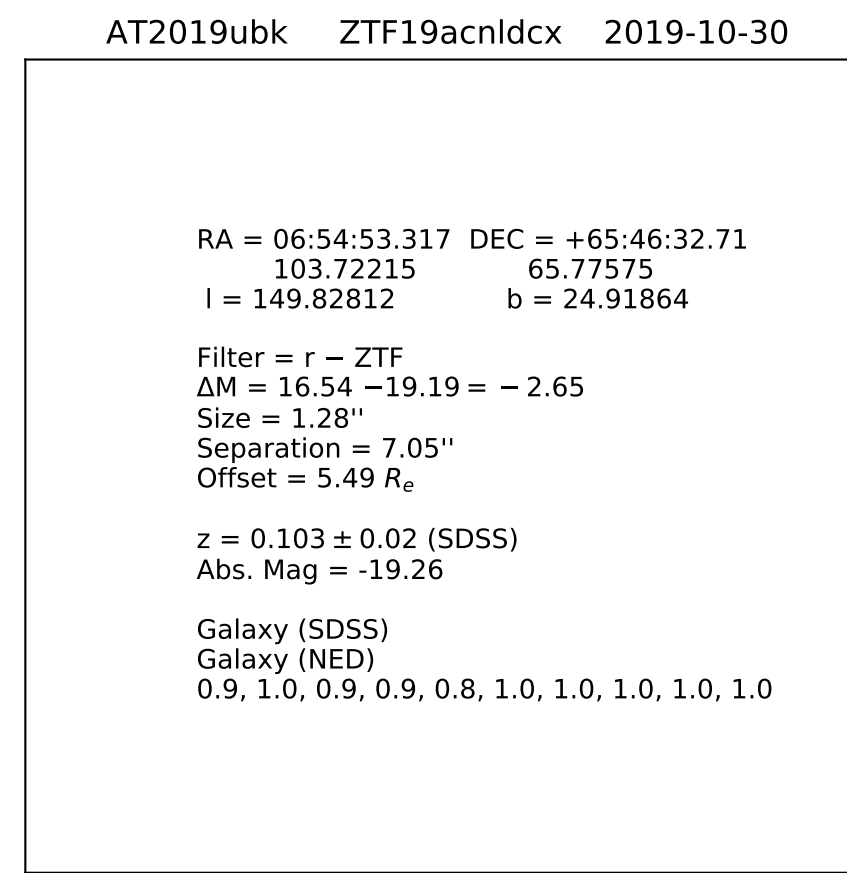 AT2019ubk ZTF19acnldcx 2019-10-30
RA = 06:54:53.317 DEC = +65:46:32.71
103.72215 65.77575
l = 149.82812 b = 24.91864
Filter = r − ZTF
ΔM = 16.54 −19.19 = − 2.65
Size = 1.28''
Separation = 7.05''
Offset = 5.49 Rₑ
z = 0.103 ± 0.02 (SDSS)
Abs. Mag = -19.26
Galaxy (SDSS)
Galaxy (NED)
0.9, 1.0, 0.9, 0.9, 0.8, 1.0, 1.0, 1.0, 1.0, 1.0